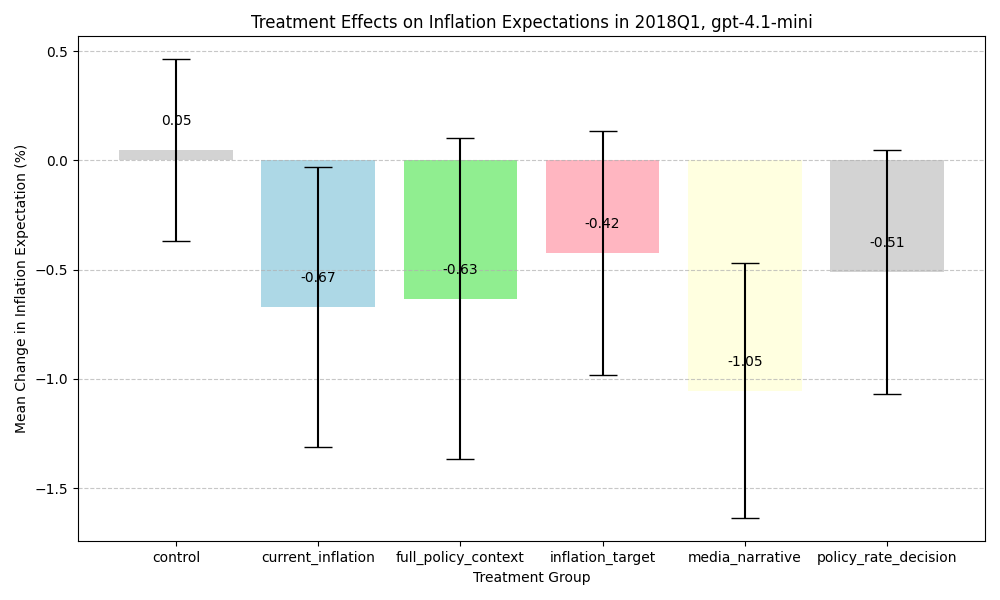 Treatment Effects on Inflation Expectations in 2018Q1, gpt-4.1-mini
Mean Change in Inflation Expectation (%)
0.5
0.0
−0.5
−1.0
−1.5
0.05
-0.67
-0.63
-0.42
-1.05
-0.51
control
current_inflation
full_policy_context
inflation_target
media_narrative
policy_rate_decision
Treatment Group